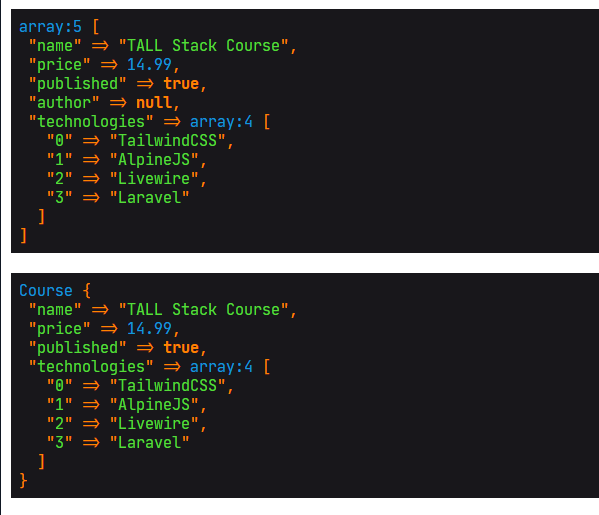 array:5 [
"name" => "TALL Stack Course",
"price" => 14.99,
"published" => true,
"author" => null,
"technologies" => array:4 [
"0" => "TailwindCSS",
"1" => "AlpineJS",
"2" => "Livewire",
"3" => "Laravel"
]
]
Course {
"name" => "TALL Stack Course",
"price" => 14.99,
"published" => true,
"technologies" => array:4 [
"0" => "TailwindCSS",
"1" => "AlpineJS",
"2" => "Livewire",
"3" => "Laravel"
]
}